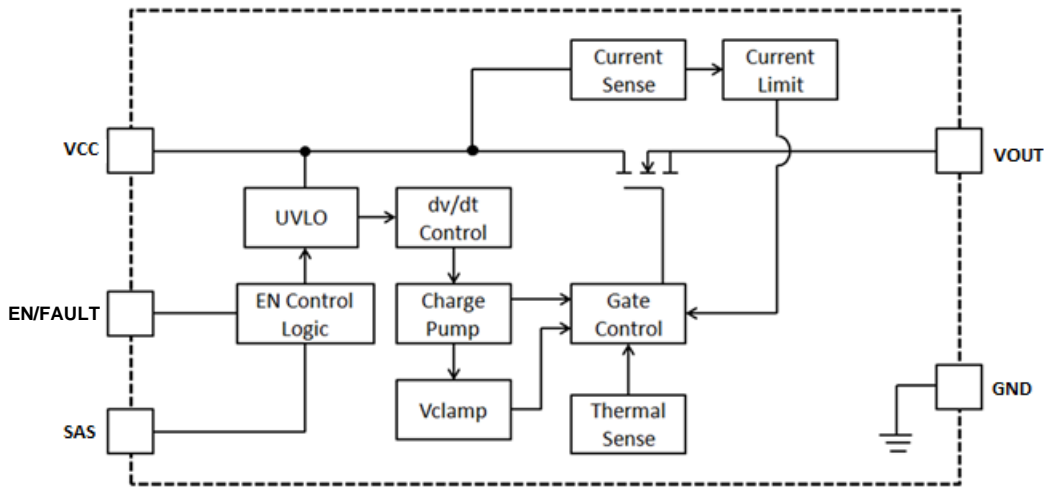 Current
Sense
Current
Limit
VCC
VOUT
UVLO
dv/dt
Control
EN/FAULT
EN Control
Logic
Charge
Pump
Gate
Control
GND
SAS
Vclamp
Thermal
Sense